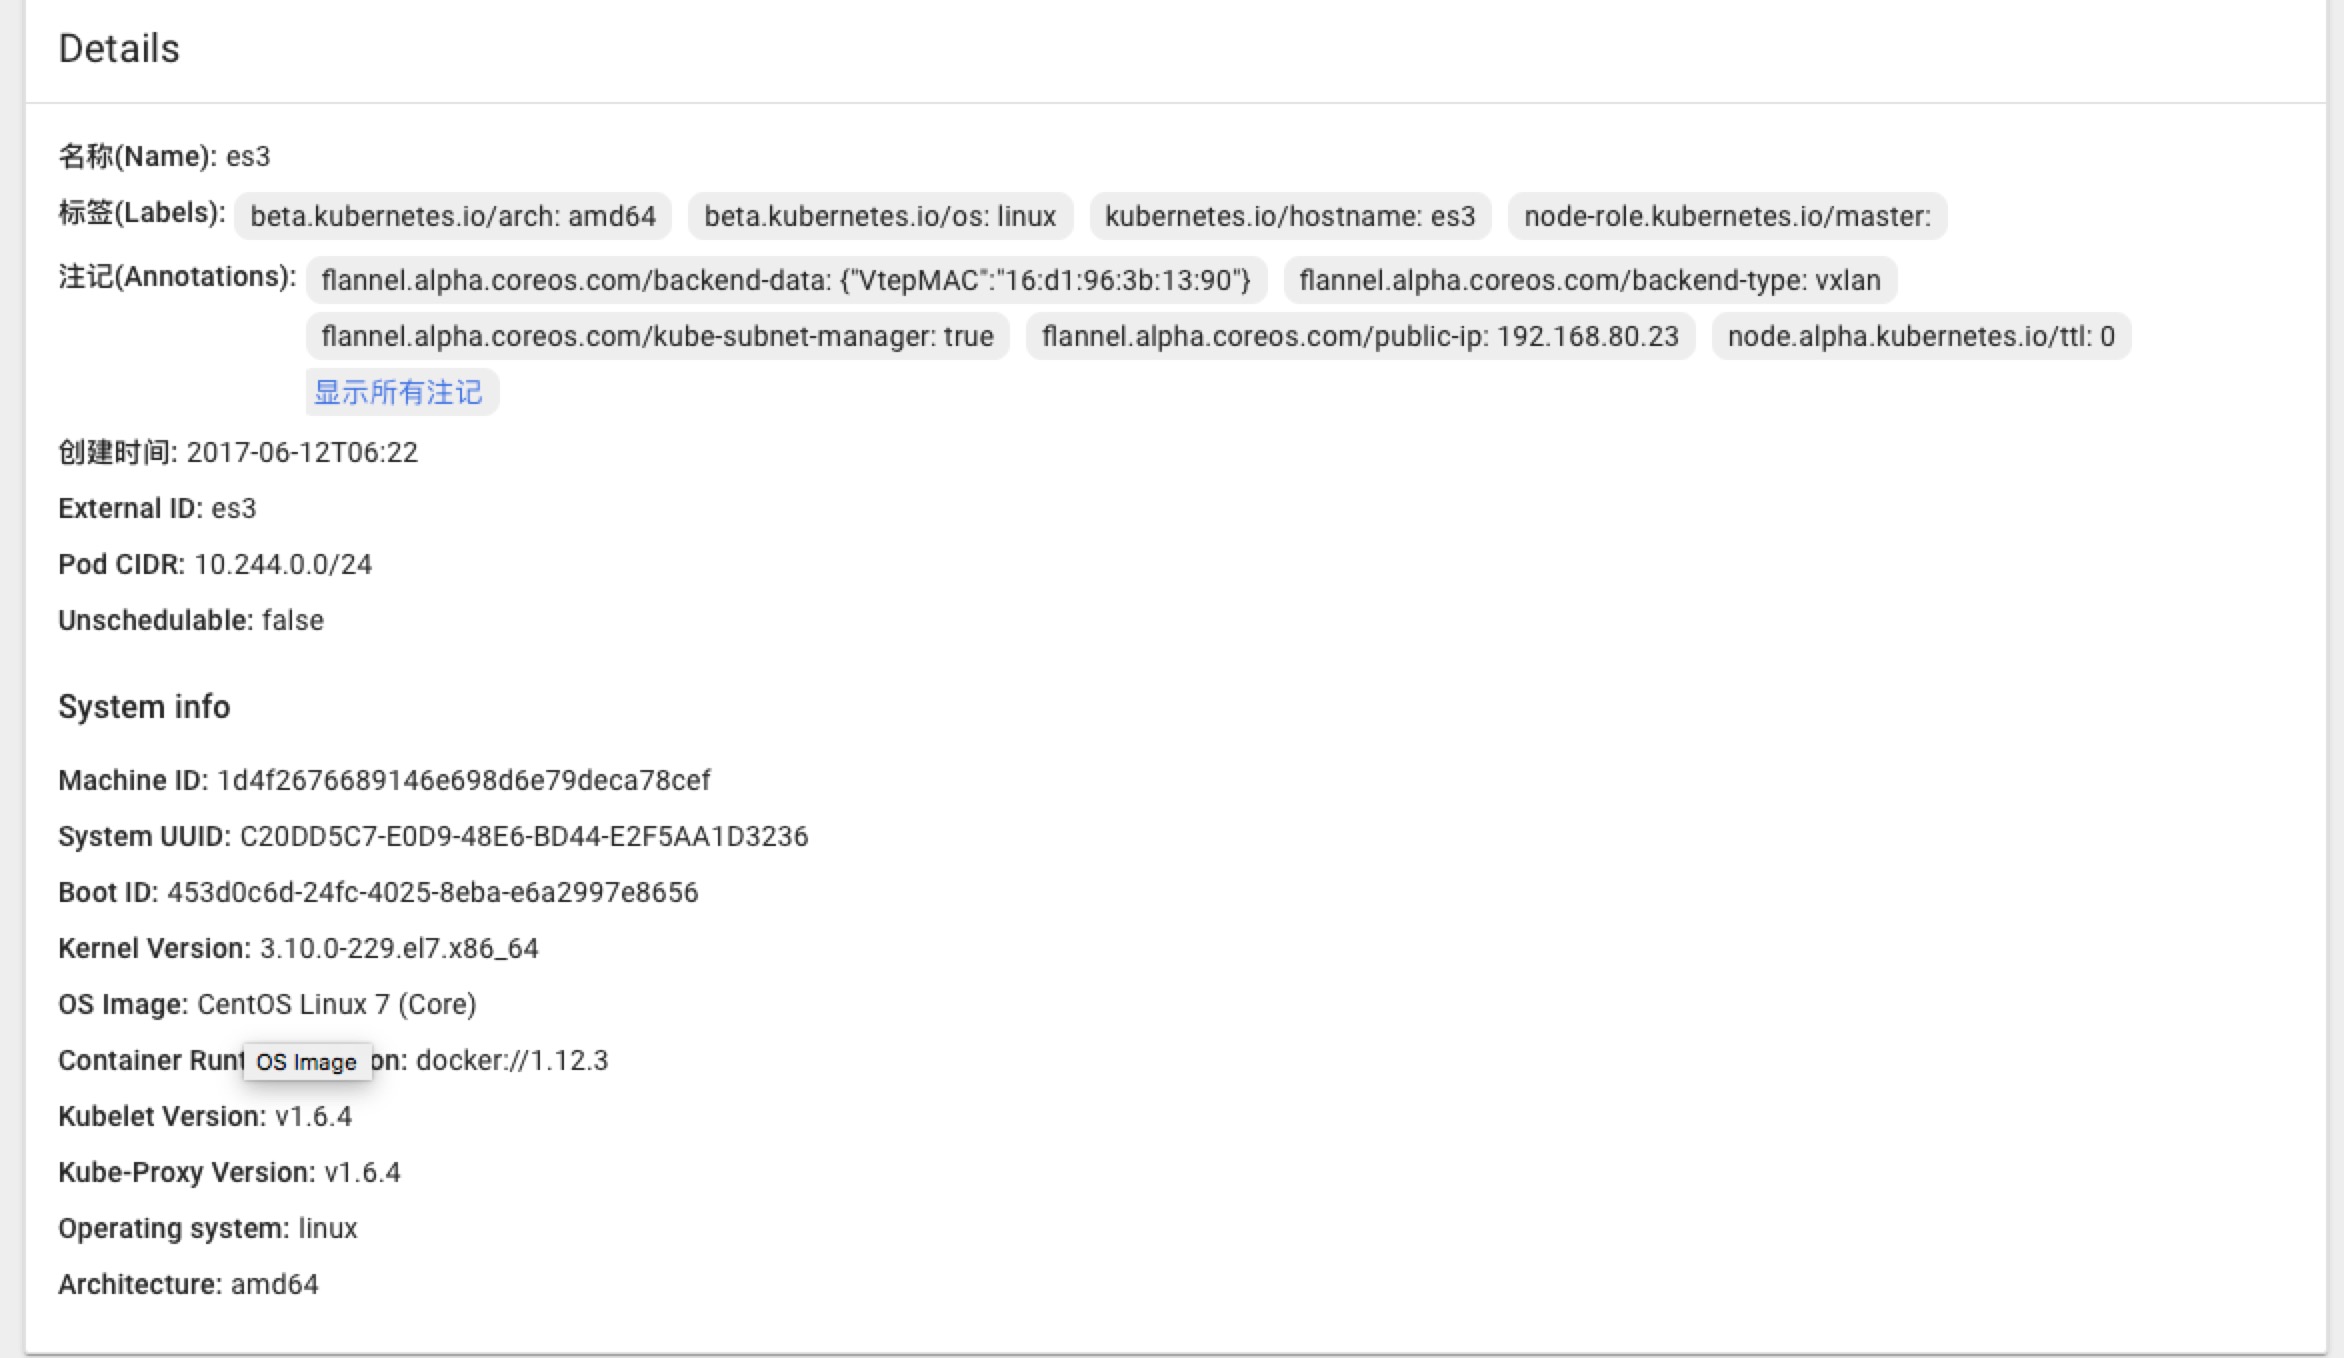 Details
名称(Name): es3
标签(Labels): beta.kubernetes.io/arch: amd64 beta.kubernetes.io/os: linux kubernetes.io/hostname: es3 node-role.kubernetes.io/master:
注记(Annotations): flannel.alpha.coreos.com/backend-data: {"VtepMAC":"16:d1:96:3b:13:90"} flannel.alpha.coreos.com/backend-type: vxlan
flannel.alpha.coreos.com/kube-subnet-manager: true flannel.alpha.coreos.com/public-ip: 192.168.80.23 node.alpha.kubernetes.io/ttl: 0
显示所有注记
创建时间: 2017-06-12T06:22
External ID: es3
Pod CIDR: 10.244.0.0/24
Unschedulable: false
System info
Machine ID: 1d4f2676689146e698d6e79deca78cef
System UUID: C20DD5C7-E0D9-48E6-BD44-E2F5AA1D3236
Boot ID: 453d0c6d-24fc-4025-8eba-e6a2997e8656
Kernel Version: 3.10.0-229.el7.x86_64
OS Image: CentOS Linux 7 (Core)
Container Runt OS Image on: docker://1.12.3
Kubelet Version: v1.6.4
Kube-Proxy Version: v1.6.4
Operating system: linux
Architecture: amd64